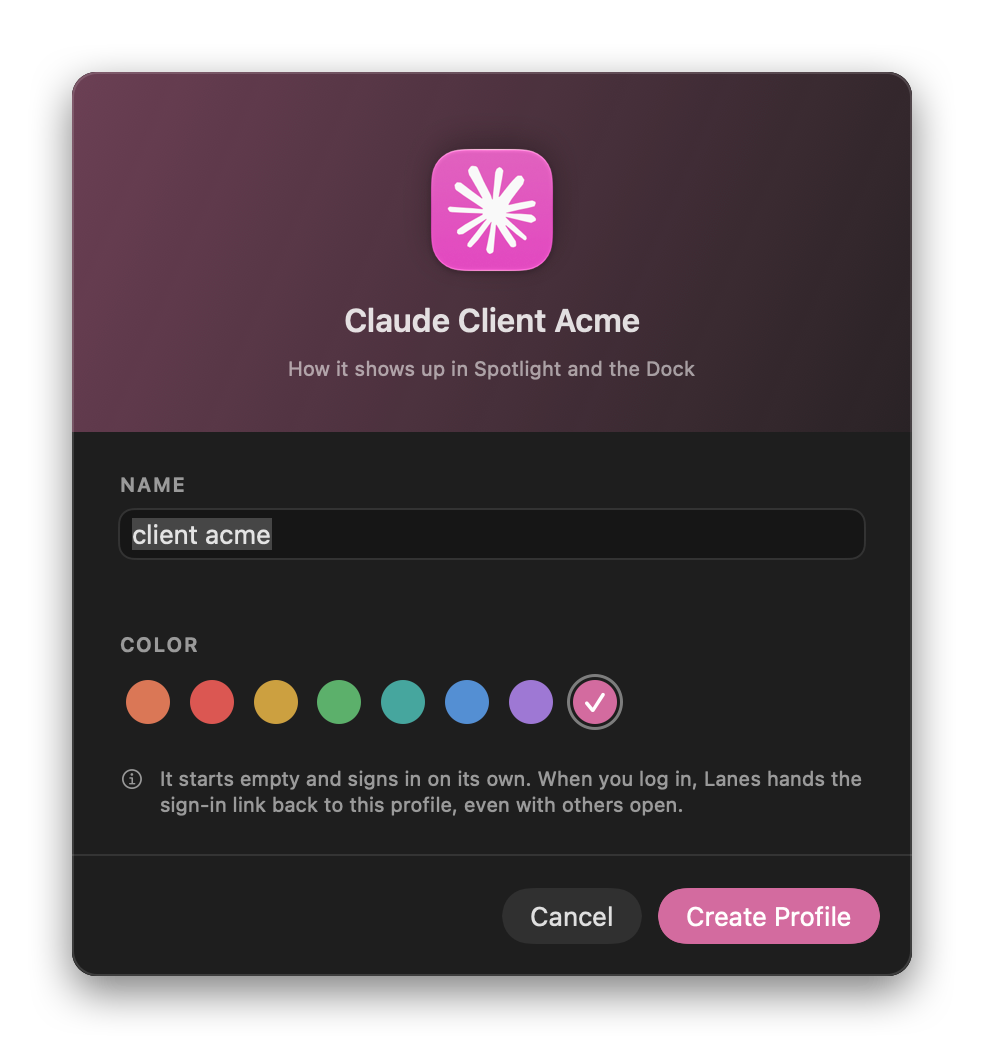 Claude Client Acme
How it shows up in Spotlight and the Dock
NAME
client acme
COLOR
It starts empty and signs in on its own. When you log in, Lanes hands the
sign-in link back to this profile, even with others open.
Cancel
Create Profile